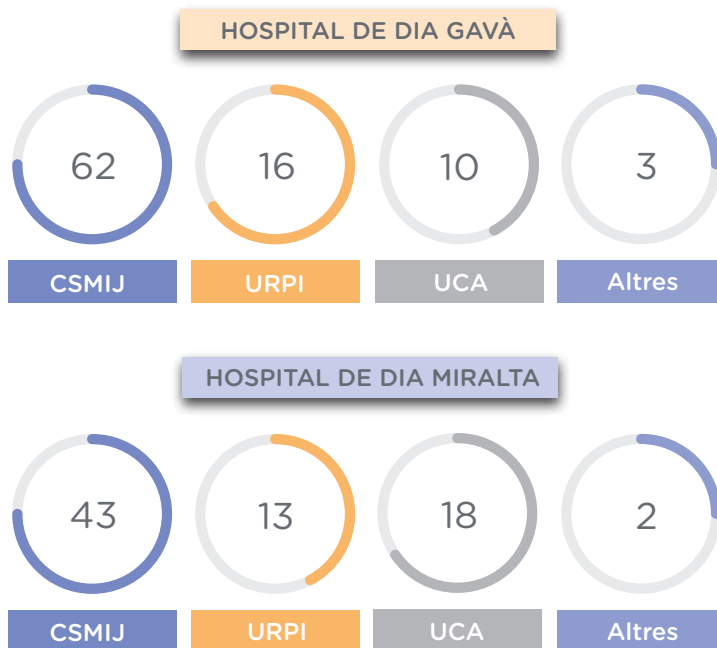 HOSPITAL DE DIA GAVÀ
62 16 10 3
CSMIJ URPI UCA Altres
HOSPITAL DE DIA MIRALTA
43 13 18 2
CSMIJ URPI UCA Altres